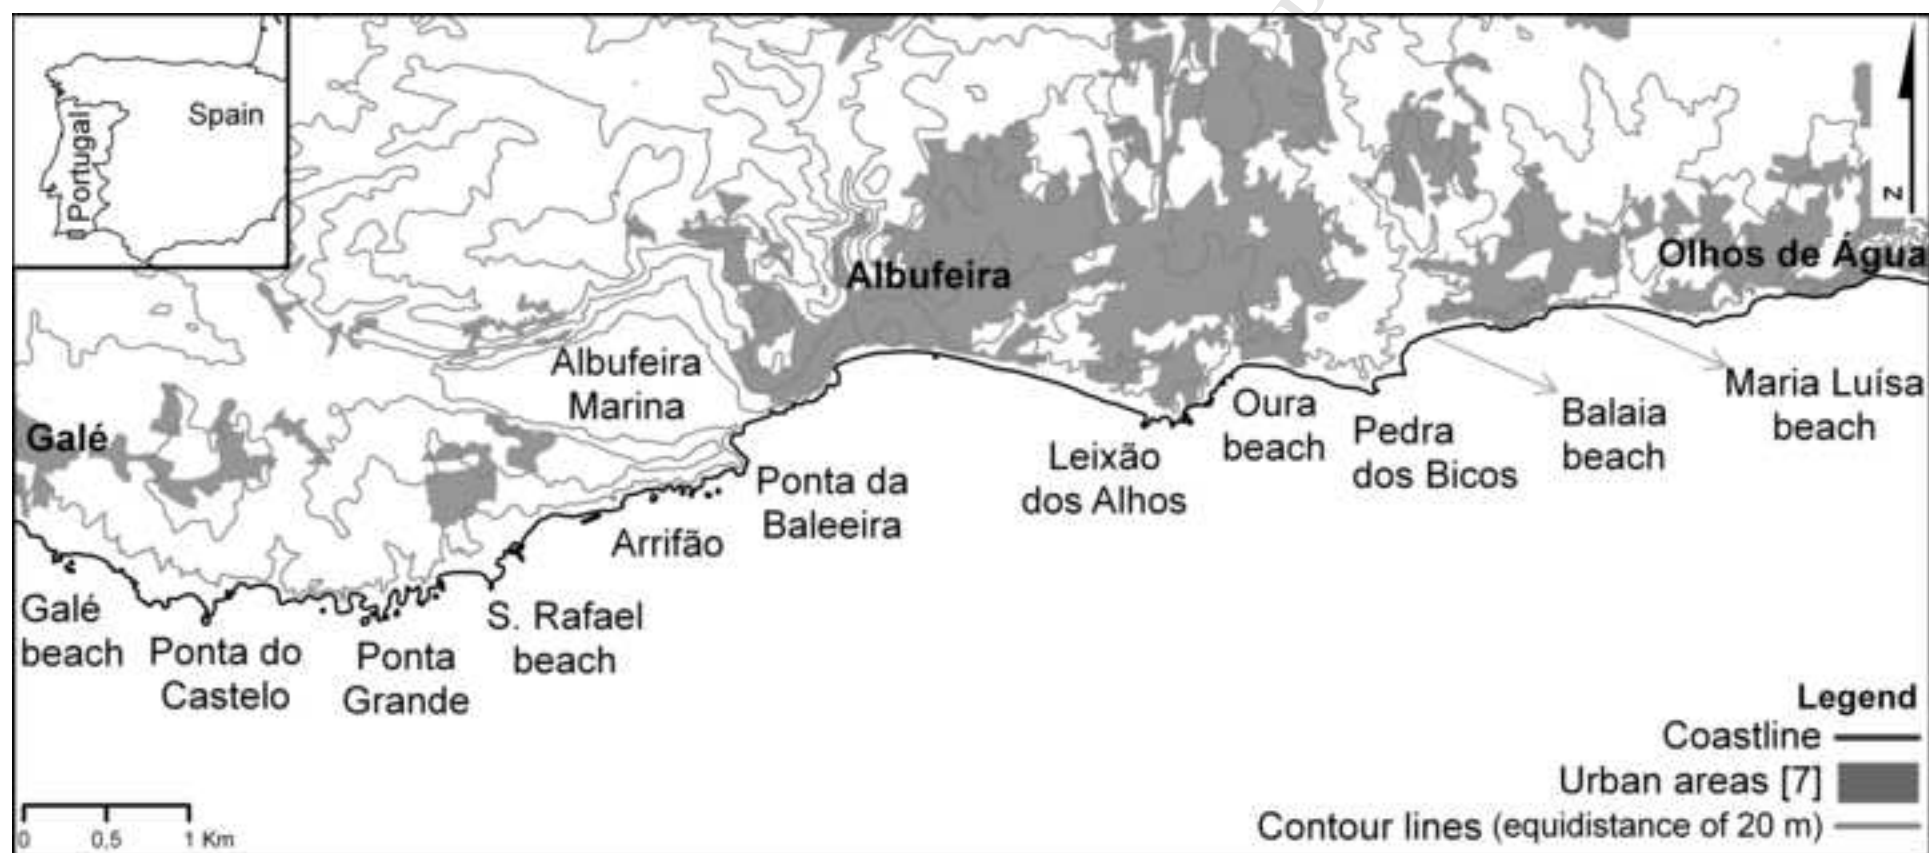 Spain
Portugal
N
Albufeira
Olhos de Água
Albufeira
Marina
Galé
Maria Luísa
beach
Balaia
beach
Oura
beach
Pedra
dos Bicos
Leixão
dos Alhos
Ponta da
Baleeira
Arrifão
Galé
beach
Ponta do
Castelo
Ponta
Grande
S. Rafael
beach
Legend
Coastline
Urban areas [7]
Contour lines (equidistance of 20 m)
0 0,5 1 Km